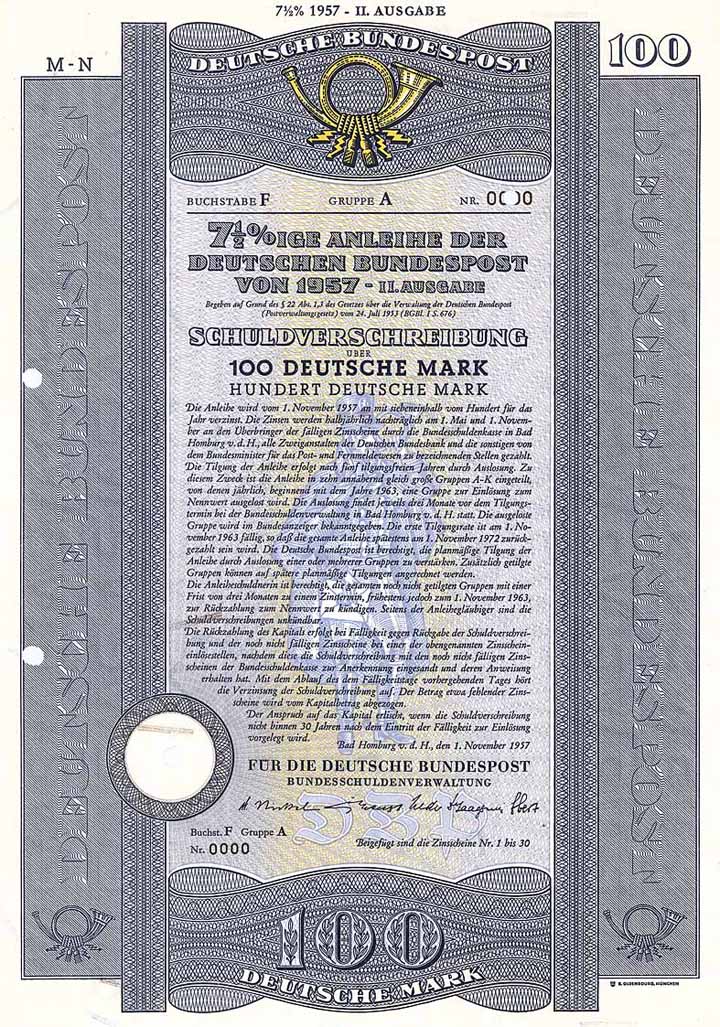 7½% 1957 - II. AUSGABE
M-N
DEUTSCHE BUNDESPOST
100
DEUTSCHE BUNDESPOST
DEUTSCHE BUNDESPOST
BUCHSTABE F GRUPPE A NR. 0000
7½%IGE ANLEIHE DER
DEUTSCHEN BUNDESPOST
VON 1957 - II. AUSGABE
Begeben auf Grund des § 22 Abs. 1,3 des Gesetzes über die Verwaltung der Deutschen Bundespost
(Postverwaltungsgesetz) vom 24. Juli 1953 (BGBl. I S. 676)
SCHULDVERSCHREIBUNG
ÜBER
100 DEUTSCHE MARK
HUNDERT DEUTSCHE MARK
Die Anleihe wird vom 1. November 1957 an mit siebeneinhalb vom Hundert für das
Jahr verzinst. Die Zinsen werden halbjährlich nachträglich am 1. Mai und 1. Novem-
ber an den Überbringer der fälligen Zinsscheine durch die Bundesschuldenkasse in Bad
Homburg v. d. H., alle Zweiganstalten der Deutschen Bundesbank und die sonstigen von
dem Bundesminister für das Post- und Fernmeldewesen zu bezeichnenden Stellen gezahlt.
Die Tilgung der Anleihe erfolgt nach fünf tilgungsfreien Jahren durch Auslosung. Zu
diesem Zweck ist die Anleihe in zehn annähernd gleich große Gruppen A-K eingeteilt,
von denen jährlich, beginnend mit dem Jahre 1963, eine Gruppe zur Einlösung zum
Nennwert ausgelost wird. Die Auslosung findet jeweils drei Monate vor dem Tilgungs-
termin bei der Bundesschuldenverwaltung in Bad Homburg v. d. H. statt. Die ausgeloste
Gruppe wird im Bundesanzeiger bekanntgegeben. Die erste Tilgungsrate ist am 1. No-
vember 1963 fällig, so daß die gesamte Anleihe spätestens am 1. November 1972 zurück-
gezahlt sein wird. Die Deutsche Bundespost ist berechtigt, die planmäßige Tilgung der
Anleihe durch Auslosung einer oder mehrerer Gruppen zu verstärken. Zusätzlich getilgte
Gruppen können auf spätere planmäßige Tilgungen angerechnet werden.
Die Anleiheschuldnerin ist berechtigt, die gesamten noch nicht getilgten Gruppen mit einer
Frist von drei Monaten zu einem Zinstermin, frühestens jedoch zum 1. November 1963,
zur Rückzahlung zum Nennwert zu kündigen. Seitens der Anleihegläubiger sind die
Schuldverschreibungen unkündbar.
Die Rückzahlung des Kapitals erfolgt bei Fälligkeit gegen Rückgabe der Schuldverschrei-
bung und der noch nicht fälligen Zinsscheine bei einer der obengenannten Zinsschein-
einlösestellen, nachdem diese die Schuldverschreibung mit den noch nicht fälligen Zins-
scheinen der Bundesschuldenkasse zur Anerkennung eingesandt und deren Anweisung
erhalten hat. Mit dem Ablauf des dem Fälligkeitstage vorhergehenden Tages hört
die Verzinsung der Schuldverschreibung auf. Der Betrag etwa fehlender Zins-
scheine wird vom Kapitalbetrag abgezogen.
Der Anspruch auf das Kapital erlischt, wenn die Schuldverschreibung
nicht binnen 30 Jahren nach dem Eintritt der Fälligkeit zur Einlösung
vorgelegt wird.
Bad Homburg v. d. H., den 1. November 1957
FÜR DIE DEUTSCHE BUNDESPOST
BUNDESSCHULDENVERWALTUNG
DBP
Buchst. F Gruppe A
Nr. 0000
Beigefügt sind die Zinsscheine Nr. 1 bis 30
100
DEUTSCHE MARK
R. OLDENBOURG, MÜNCHEN